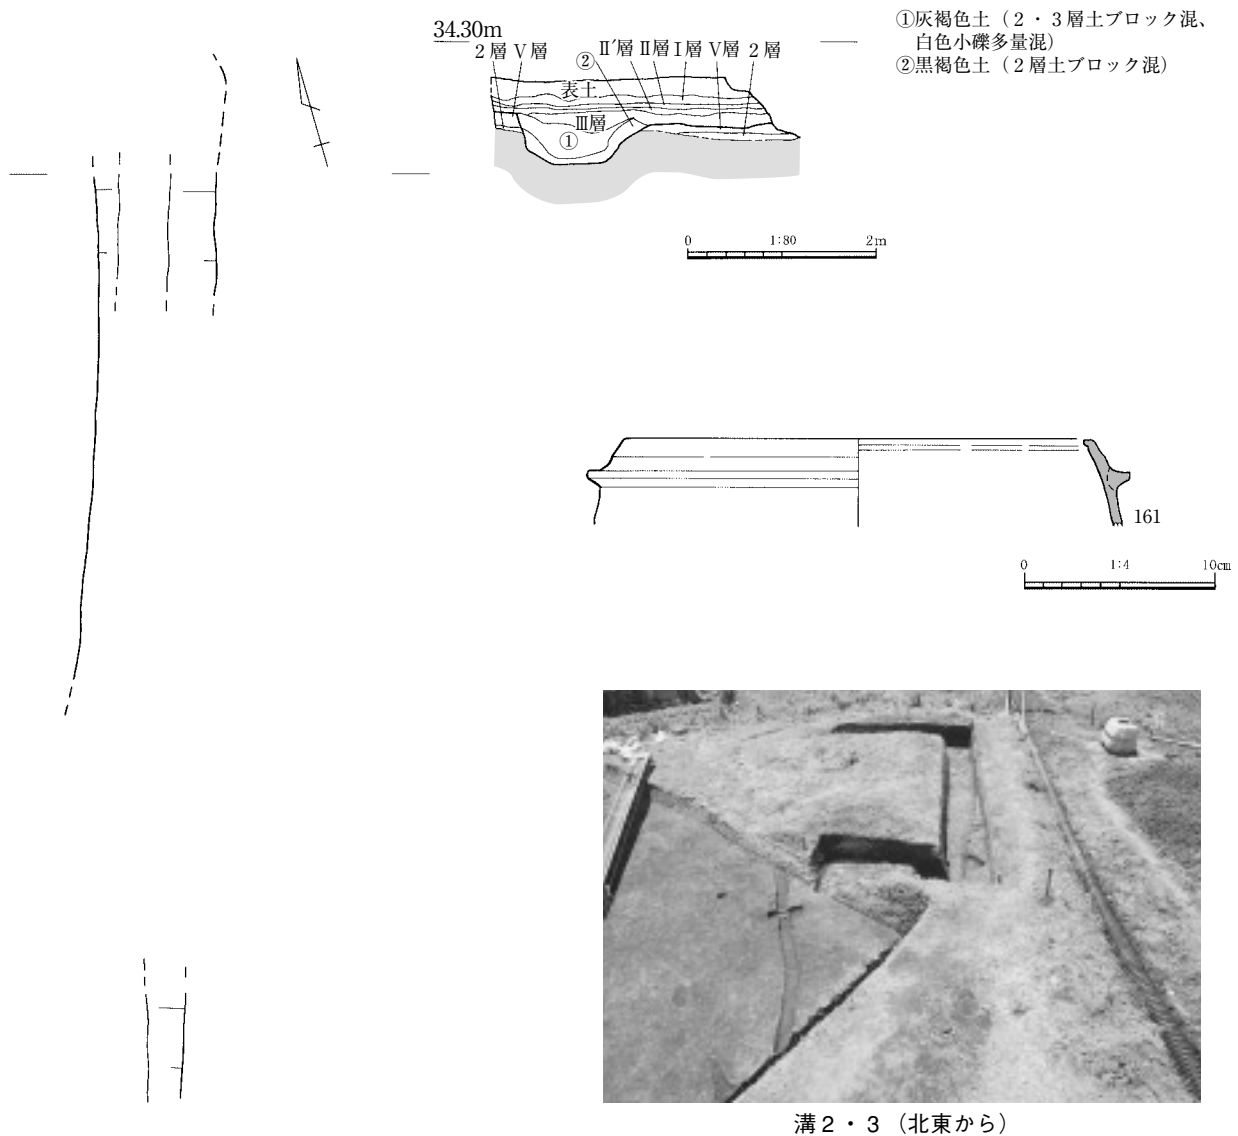 34.30m
2層 Ⅴ層 ② Ⅱ′層 Ⅱ層 Ⅰ層 Ⅴ層 2層
表土
Ⅲ層
①
①灰褐色土（2・3層土ブロック混、
白色小礫多量混）
②黒褐色土（2層土ブロック混）
0 1:80 2m
161
0 1:4 10cm
溝2・3（北東から）